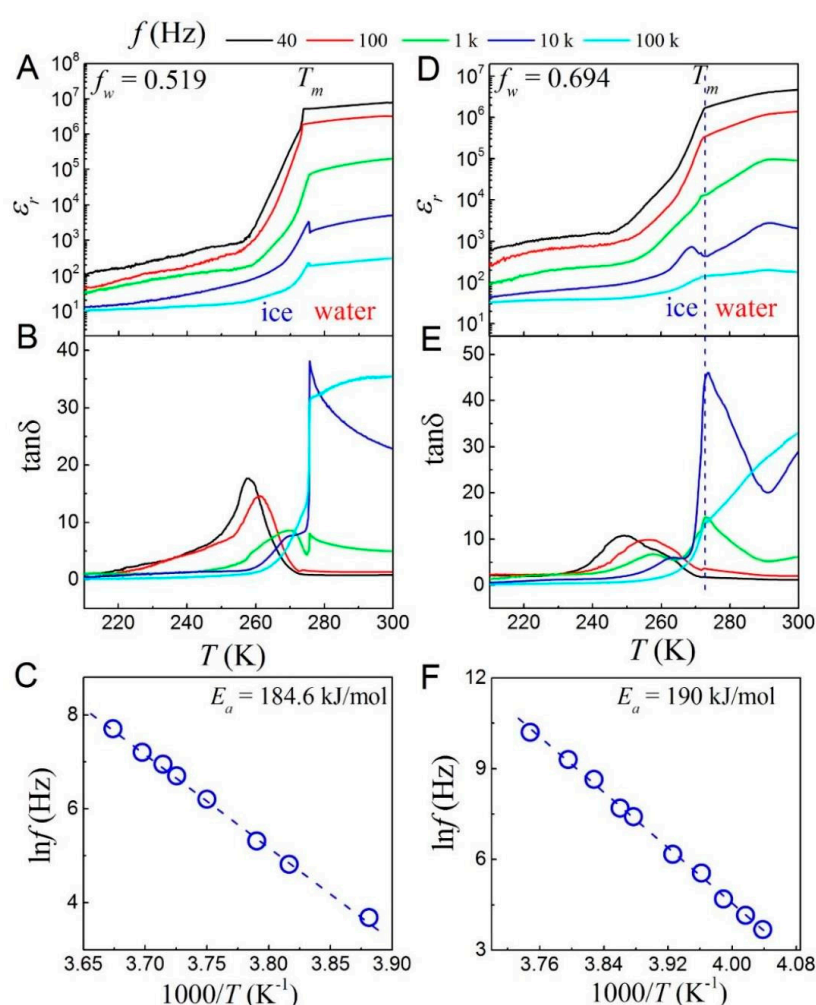 f (Hz) 40 100 1 k 10 k 100 k
A
f_w = 0.519
T_m
10^8
10^7
10^6
10^5
10^4
10^3
10^2
10^1
ε_r
ice water
B
40
30
20
10
0
tanδ
220 240 260 280 300
T (K)
C
E_a = 184.6 kJ/mol
8
6
4
lnf (Hz)
3.65 3.70 3.75 3.80 3.85 3.90
1000/T (K^-1)
D
f_w = 0.694
T_m
10^7
10^6
10^5
10^4
10^3
10^2
10^1
ε_r
ice water
E
50
40
30
20
10
0
tanδ
220 240 260 280 300
T (K)
F
E_a = 190 kJ/mol
12
9
6
3
lnf (Hz)
3.76 3.84 3.92 4.00 4.08
1000/T (K^-1)